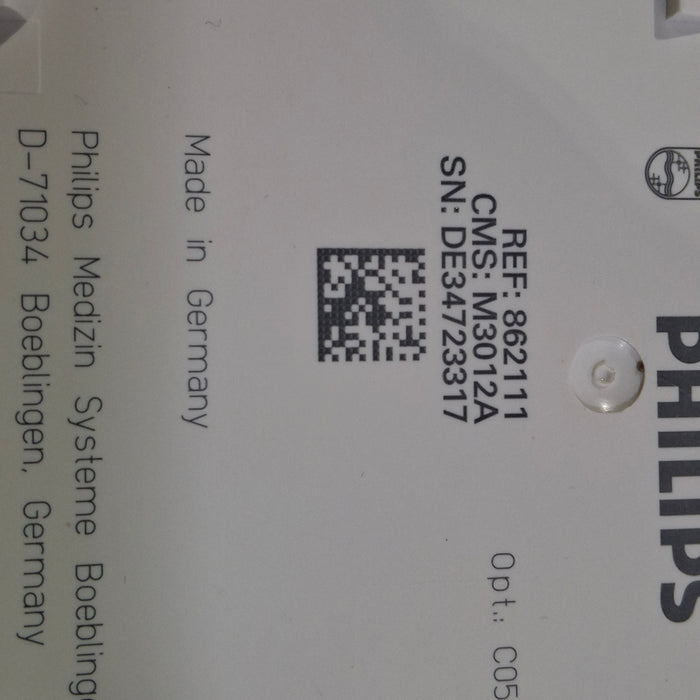 PHILIPS
PHILIPS
REF: 862111
CMS: M3012A
SN: DE34723317
Opt.: C05
Made in Germany
Philips Medizin Systeme Boebling
D-71034 Boeblingen, Germany